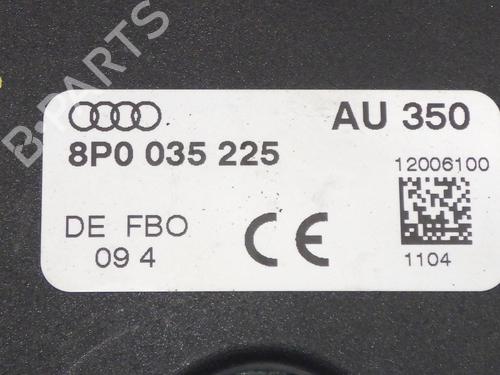 AU 350
8P0 035 225
12006100
DE FBO
09 4
CE
1104
B-PARTS